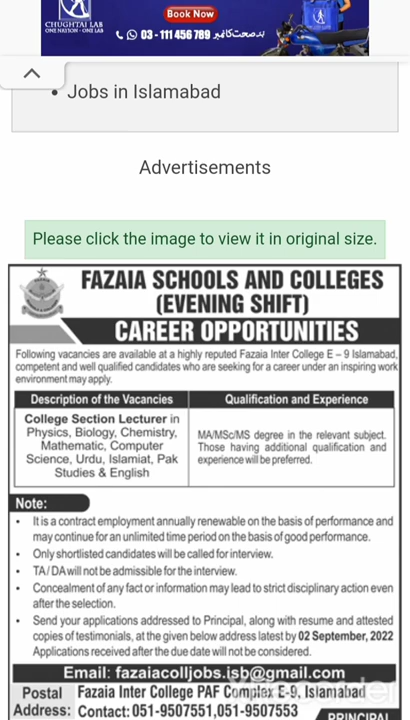 CHUGHTAI LAB
ONE NATION - ONE LAB
Book Now
03 - 111 456 789 بدصحت کا نمبر
Jobs in Islamabad
Advertisements
Please click the image to view it in original size.
FAZAIA SCHOOLS AND COLLEGES
(EVENING SHIFT)
CAREER OPPORTUNITIES
Following vacancies are available at a highly reputed Fazaia Inter College E – 9 Islamabad,
competent and well qualified candidates who are seeking for a career under an inspiring work
environment may apply.
Description of the Vacancies
Qualification and Experience
College Section Lecturer in
Physics, Biology, Chemistry,
Mathematic, Computer
Science, Urdu, Islamiat, Pak
Studies & English
MA/MSc/MS degree in the relevant subject.
Those having additional qualification and
experience will be preferred.
Note:
• It is a contract employment annually renewable on the basis of performance and
may continue for an unlimited time period on the basis of good performance.
• Only shortlisted candidates will be called for interview.
• TA / DA will not be admissible for the interview.
• Concealment of any fact or information may lead to strict disciplinary action even
after the selection.
• Send your applications addressed to Principal, along with resume and attested
copies of testimonials, at the given below address latest by 02 September, 2022
Applications received after the due date will not be considered.
Email: fazaiacolljobs.isb@gmail.com
Postal Address:
Fazaia Inter College PAF Complex E-9, Islamabad
Contact: 051-9507551,051-9507553
PRINCIPAL